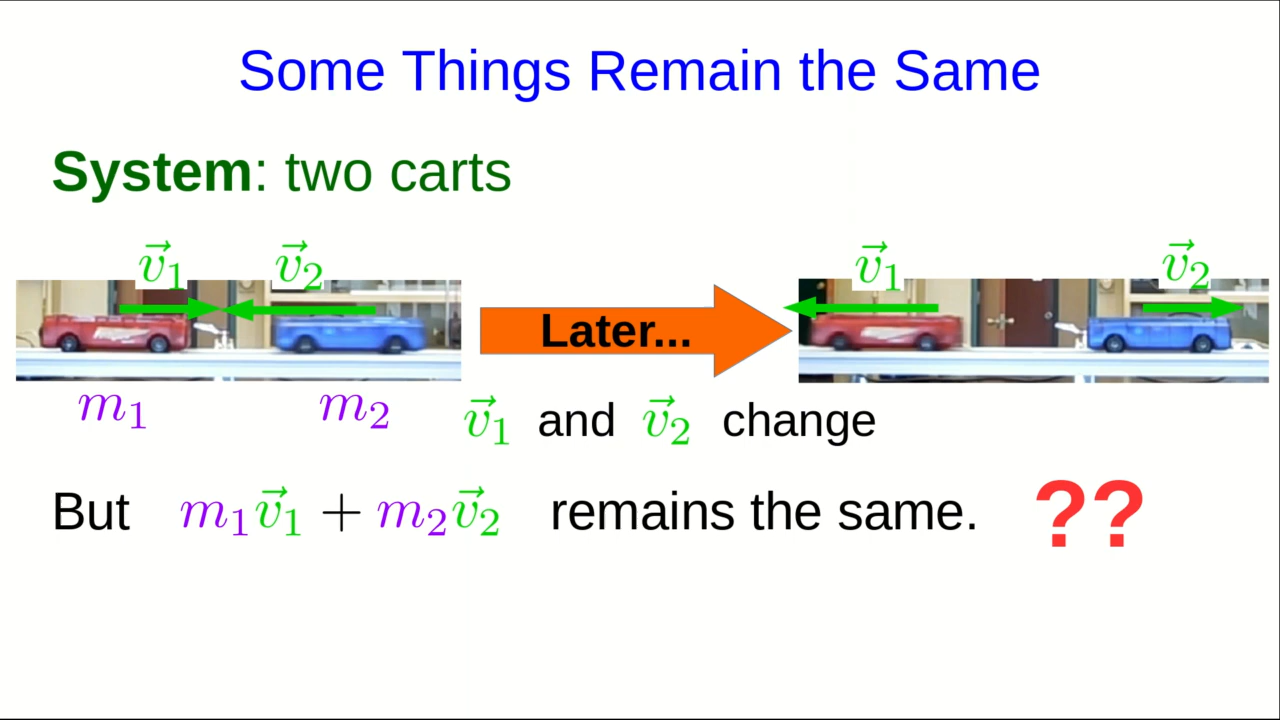 Some Things Remain the Same
System: two carts
v⃗₁ v⃗₂ v⃗₁ v⃗₂
Later...
m₁ m₂
v⃗₁ and v⃗₂ change
But m₁v⃗₁ + m₂v⃗₂ remains the same. ??